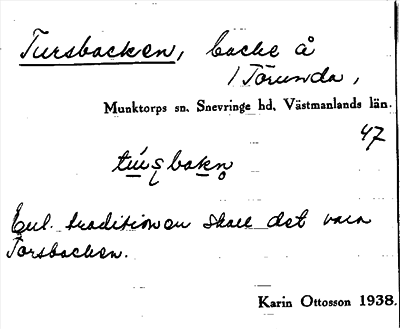 Tursbacken, backe å
/ Törunda,
Munktorps sn. Snevringe hd. Västmanlands län.
47
Enl. traditionen skall det vara
Torsbacken.
Karin Ottosson 1938.